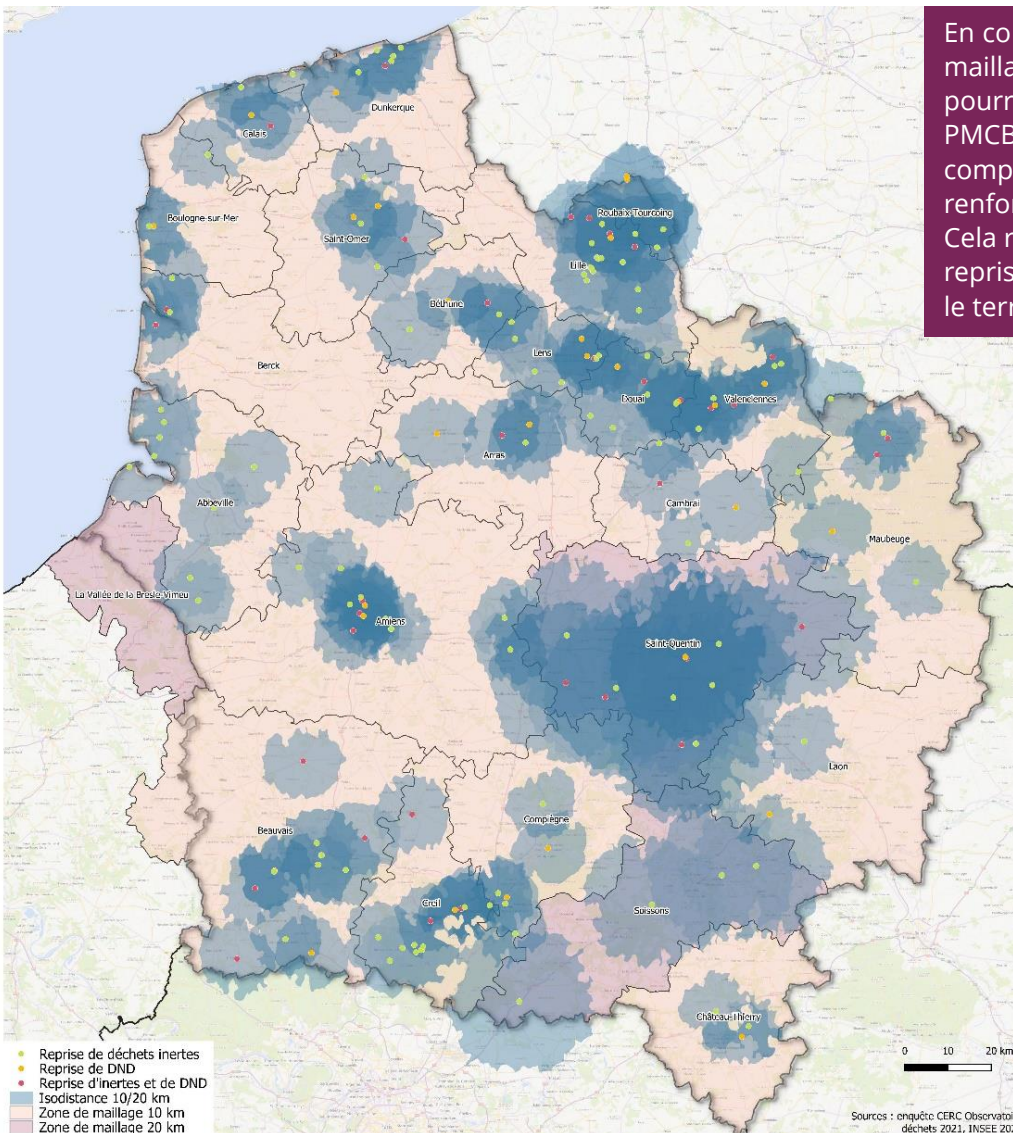 En co
mailla
pourr
PMCB
comp
renfor
Cela r
repris
le terr
Dunkerque
Calais
Boulogne-sur-Mer
Saint-Omer
Roubaix-Tourcoing
Lille
Béthune
Lens
Berck
Douai
Valenciennes
Arras
Abbeville
Cambrai
Maubeuge
La Vallée de la Bresle-Vimeu
Amiens
Saint-Quentin
Laon
Compiègne
Beauvais
Creil
Soissons
Château-Thierry
Reprise de déchets inertes
Reprise de DND
Reprise d'inertes et de DND
Isodistance 10/20 km
Zone de maillage 10 km
Zone de maillage 20 km
0 10 20 km
Sources : enquête CERC Observatoi
déchets 2021, INSEE 202